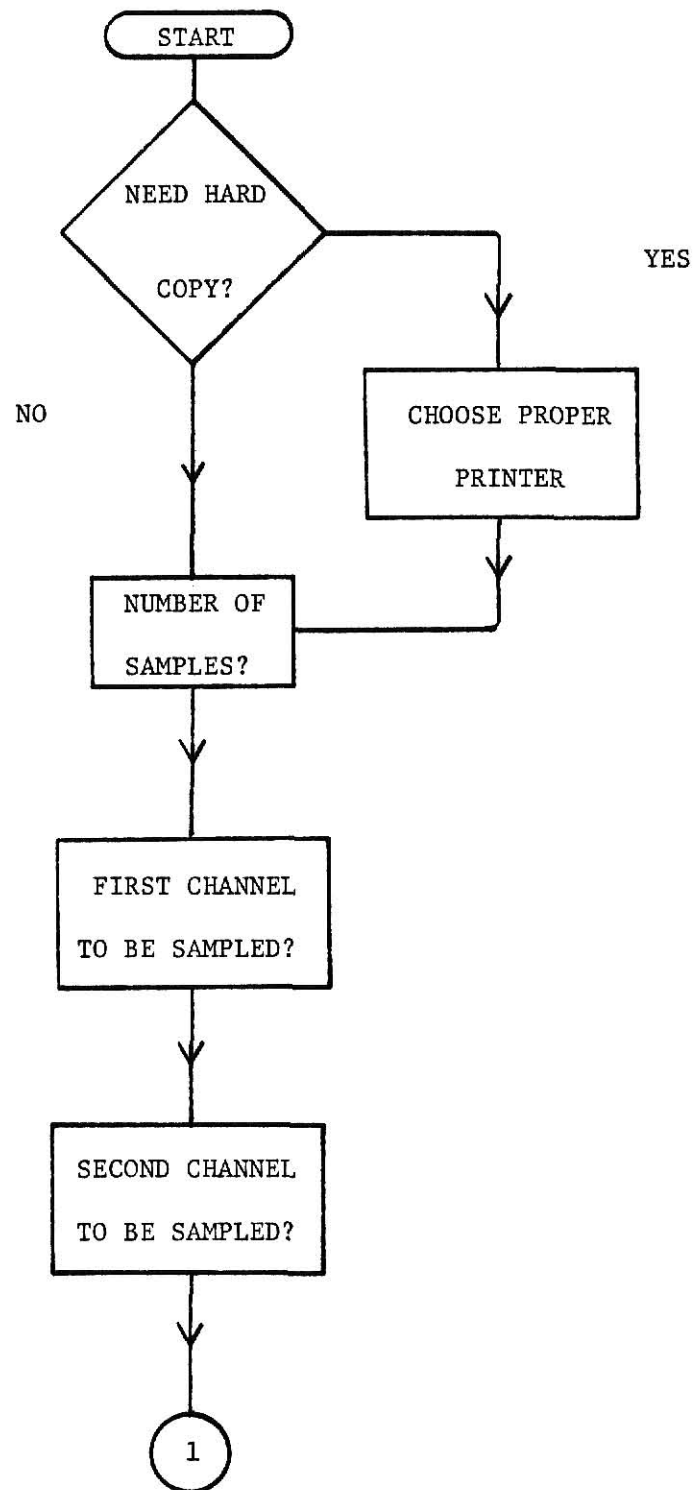 START
NEED HARD
COPY?
YES
NO
CHOOSE PROPER
PRINTER
NUMBER OF
SAMPLES?
FIRST CHANNEL
TO BE SAMPLED?
SECOND CHANNEL
TO BE SAMPLED?
1